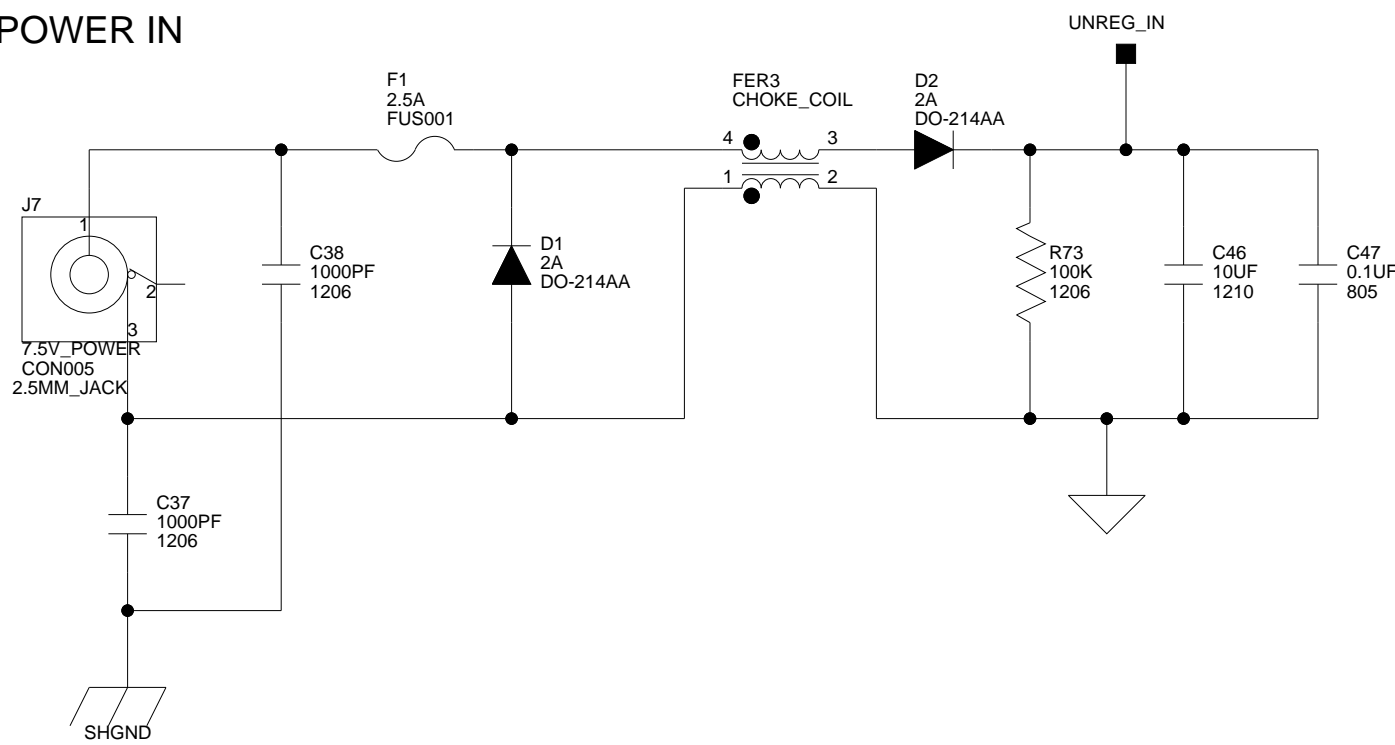 POWER IN
UNREG_IN
F1
2.5A
FUS001
FER3
CHOKE_COIL
D2
2A
DO-214AA
4
3
1
2
J7
1
2
3
7.5V_POWER
CON005
2.5MM_JACK
C38
1000PF
1206
D1
2A
DO-214AA
R73
100K
1206
C46
10UF
1210
C47
0.1UF
805
C37
1000PF
1206
SHGND